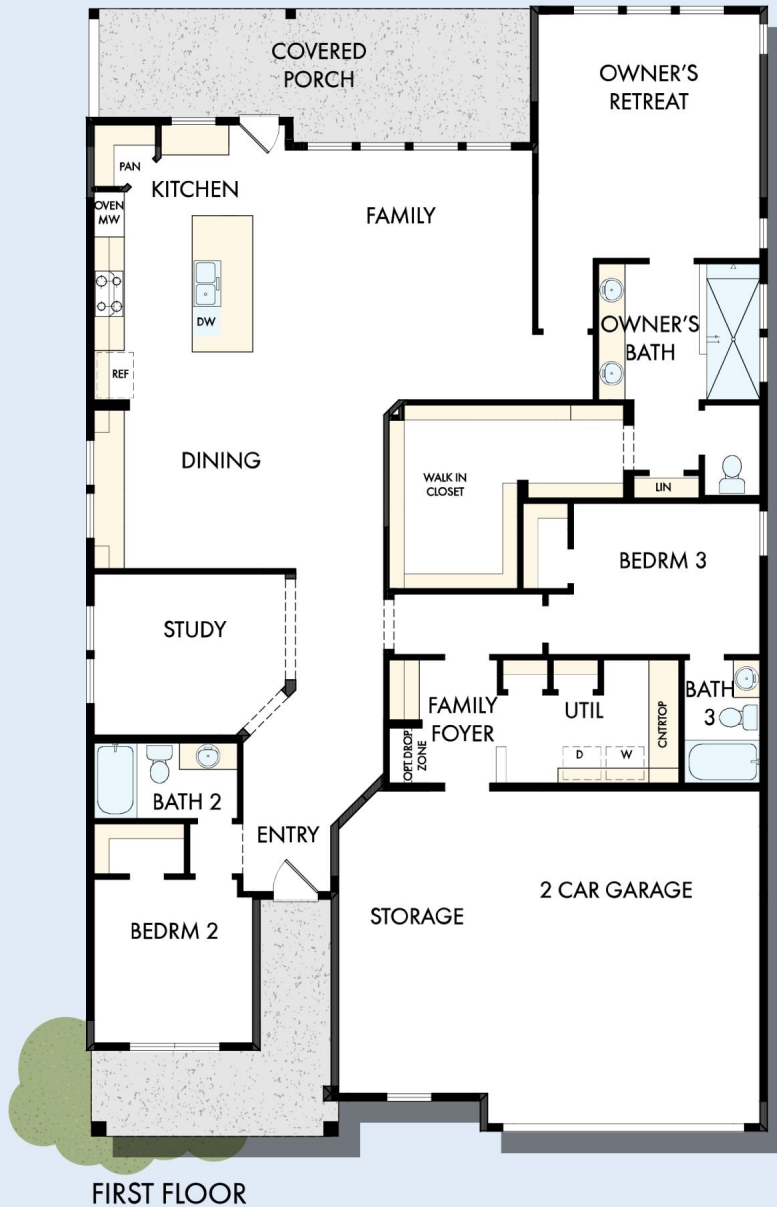 COVERED
PORCH
OWNER'S
RETREAT
PAN
KITCHEN
OVEN
MW
FAMILY
DW
OWNER'S
BATH
REF
DINING
WALK IN
CLOSET
LIN
BEDRM 3
STUDY
FAMILY
FOYER
UTIL
CNTRTOP
BATH
3
OPT DROP
ZONE
D
W
BATH 2
ENTRY
BEDRM 2
STORAGE
2 CAR GARAGE
FIRST FLOOR